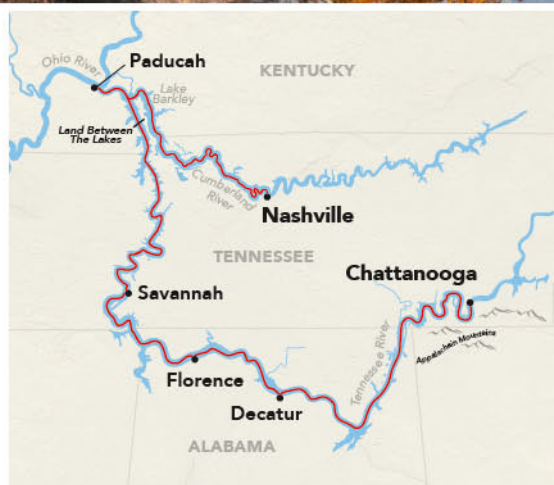 Ohio River
Paducah
KENTUCKY
Lake
Barkley
Land Between
The Lakes
Cumberland
River
Nashville
TENNESSEE
Chattanooga
Savannah
Appalachain Mountains
Tennessee River
Florence
Decatur
ALABAMA